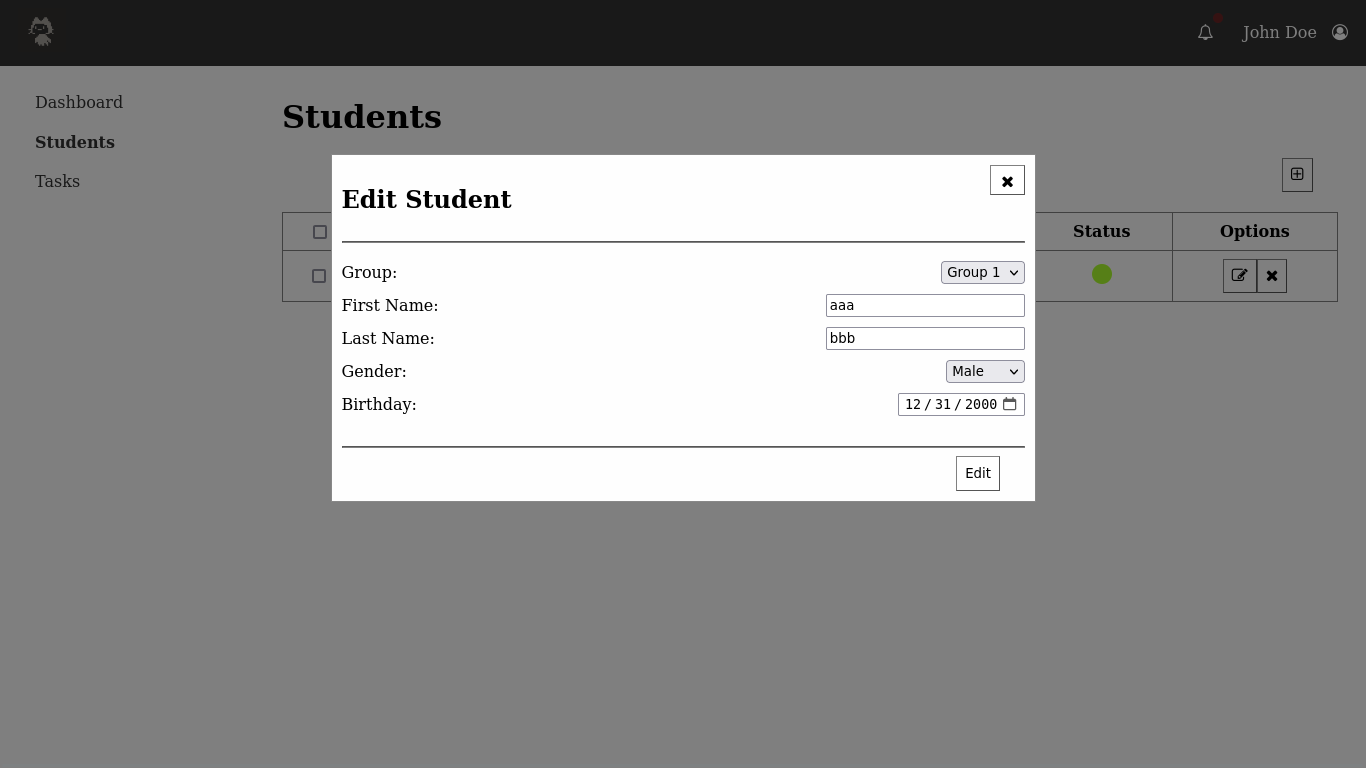 John Doe
Dashboard
Students
Tasks
Students
Status Options
Edit Student
Group: Group 1
First Name: aaa
Last Name: bbb
Gender: Male
Birthday: 12/31/2000
Edit